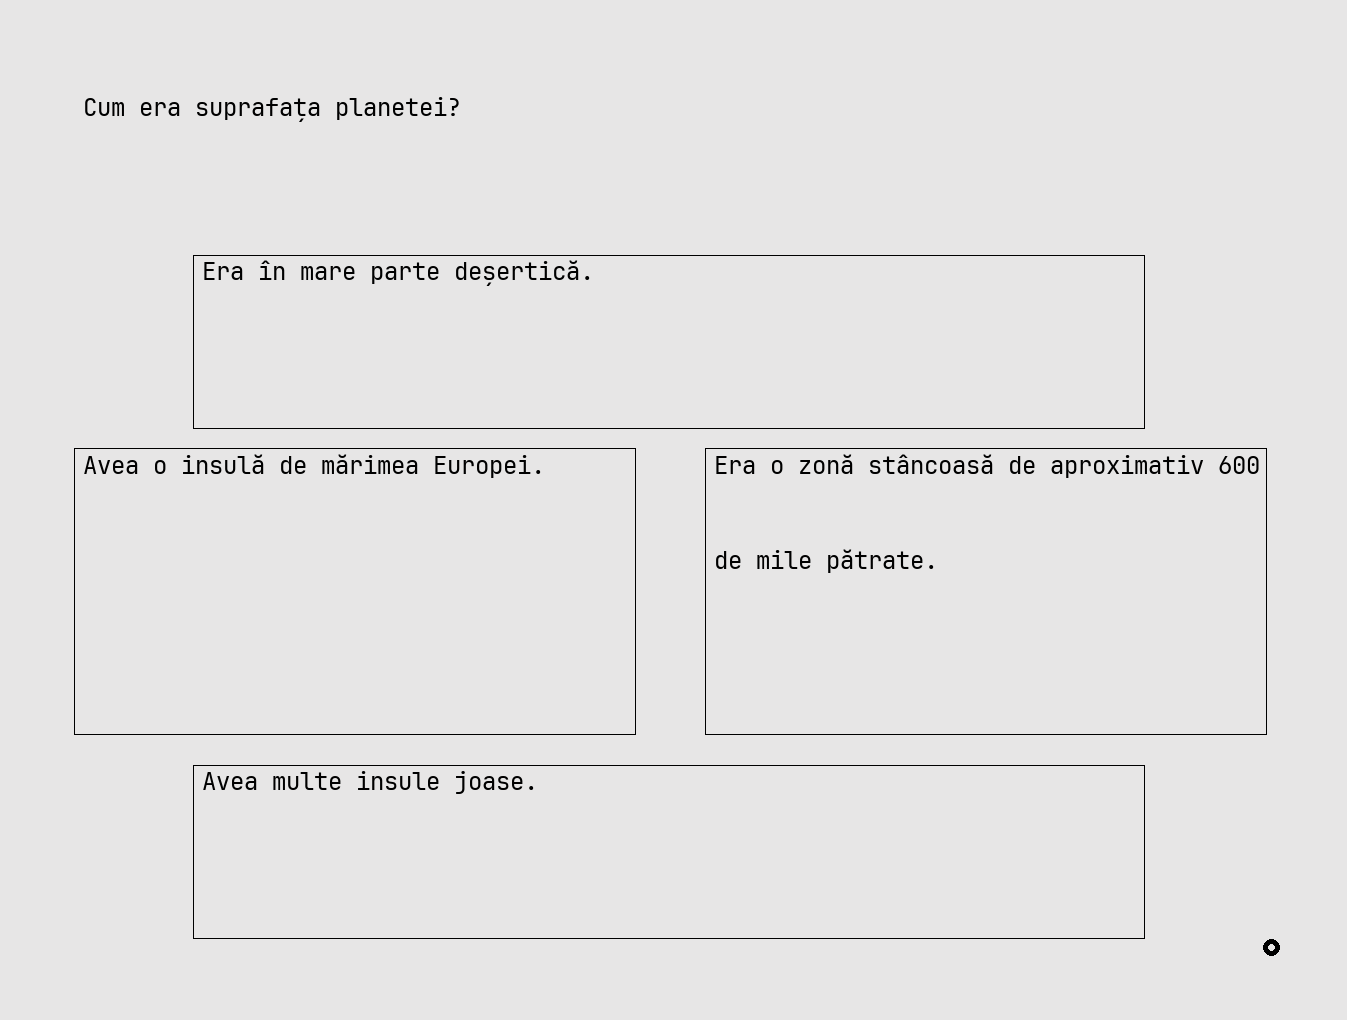 Cum era suprafața planetei?
Era în mare parte deșertică.
Avea o insulă de mărimea Europei.
Era o zonă stâncoasă de aproximativ 600
de mile pătrate.
Avea multe insule joase.